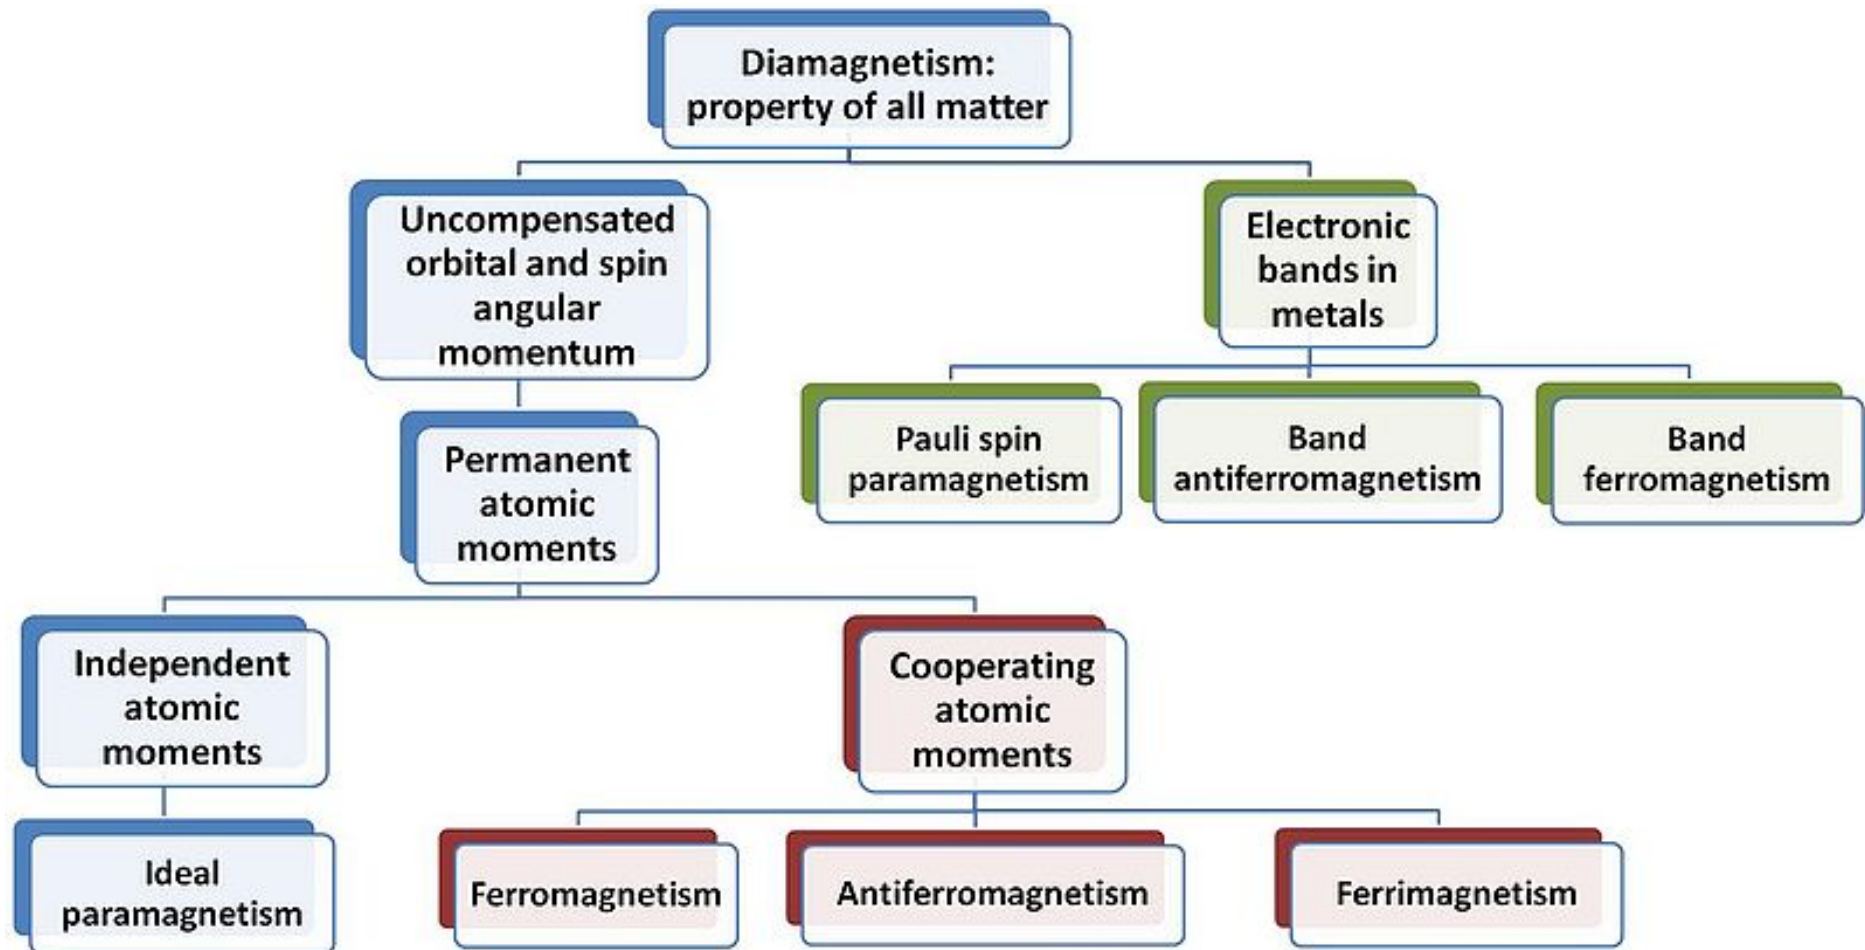 Diamagnetism:
property of all matter
Uncompensated
orbital and spin
angular
momentum
Electronic
bands in
metals
Permanent
atomic
moments
Pauli spin
paramagnetism
Band
antiferromagnetism
Band
ferromagnetism
Independent
atomic
moments
Cooperating
atomic
moments
Ideal
paramagnetism
Ferromagnetism
Antiferromagnetism
Ferrimagnetism